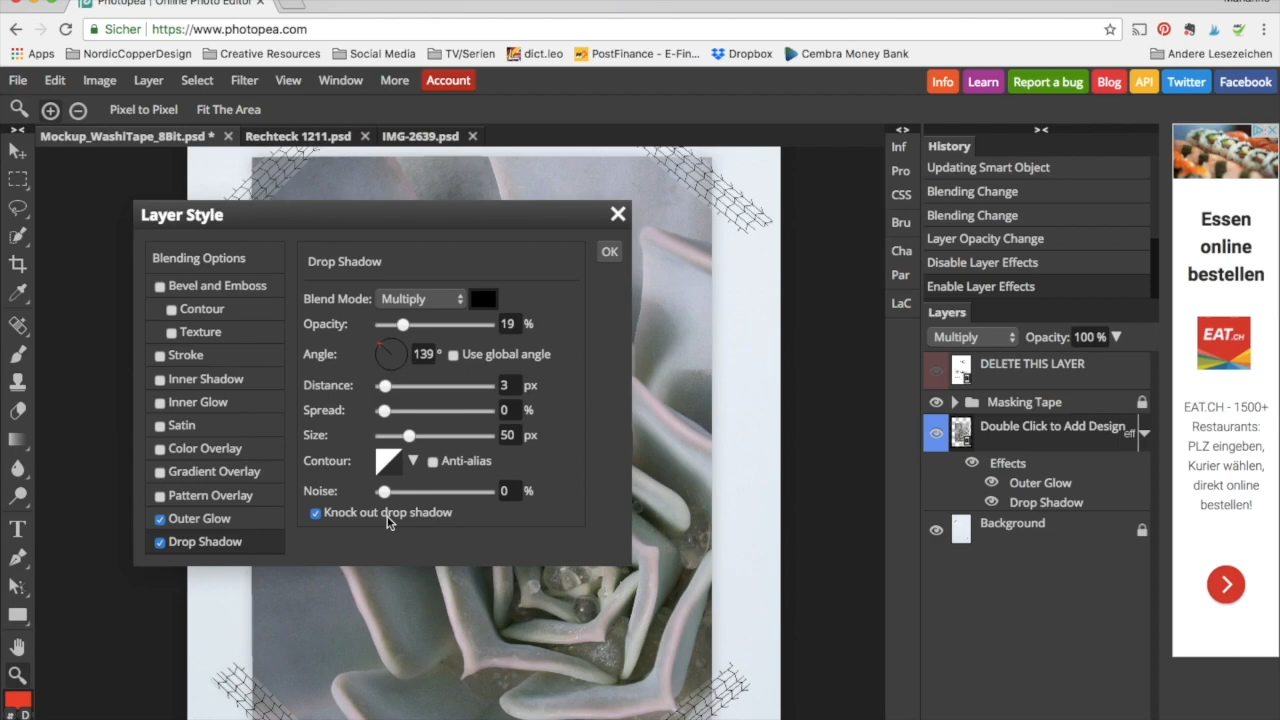 Photopea | Online Photo Editor
Sicher | https://www.photopea.com
Apps NordicCopperDesign Creative Resources Social Media TV/Serien dict.leo PostFinance - E-Fin... Dropbox Cembra Money Bank Andere Lesezeichen
File Edit Image Layer Select Filter View Window More Account Info Learn Report a bug Blog API Twitter Facebook
Pixel to Pixel Fit The Area
Mockup_WashiTape_8Bit.psd * Rechteck 1211.psd IMG-2639.psd
Layer Style
Blending Options
Bevel and Emboss
Contour
Texture
Stroke
Inner Shadow
Inner Glow
Satin
Color Overlay
Gradient Overlay
Pattern Overlay
Outer Glow
Drop Shadow
Drop Shadow
OK
Blend Mode: Multiply
Opacity: 19 %
Angle: 139 ° Use global angle
Distance: 3 px
Spread: 0 %
Size: 50 px
Contour: Anti-alias
Noise: 0 %
Knock out drop shadow
Inf
Pro
CSS
Bru
Cha
Par
LaC
History
Updating Smart Object
Blending Change
Blending Change
Layer Opacity Change
Disable Layer Effects
Enable Layer Effects
Layers
Multiply Opacity: 100 %
DELETE THIS LAYER
Masking Tape
Double Click to Add Design
eff
Effects
Outer Glow
Drop Shadow
Background
Essen
online
bestellen
EAT.CH
EAT.CH - 1500+
Restaurants:
PLZ eingeben,
Kurier wählen,
direkt online
bestellen!
T
D